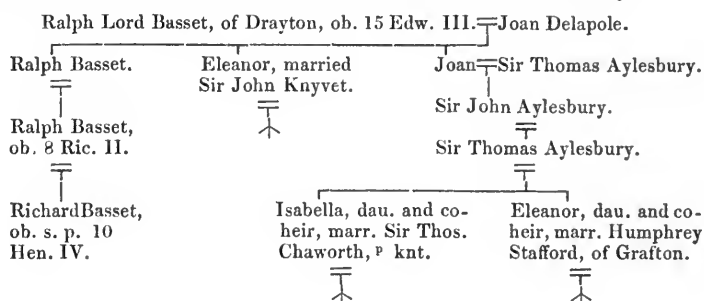 Ralph Lord Basset, of Drayton, ob. 15 Edw. III. Joan Delapole.
Ralph Basset.
Eleanor, married
Sir John Knyvet.
Joan Sir Thomas Aylesbury.
Sir John Aylesbury.
Ralph Basset,
ob. 8 Ric. II.
Sir Thomas Aylesbury.
RichardBasset,
ob. s. p. 10
Hen. IV.
Isabella, dau. and co-
heir, marr. Sir Thos.
Chaworth, p knt.
Eleanor, dau. and co-
heir, marr. Humphrey
Stafford, of Grafton.